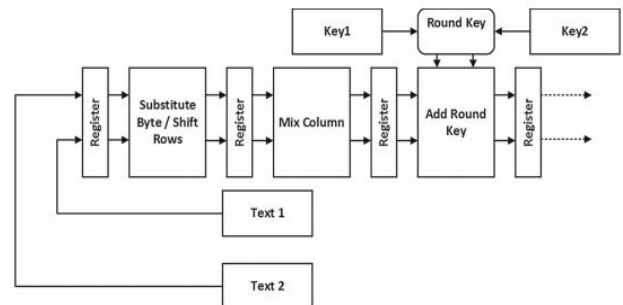 Key1
Round Key
Key2
Register
Substitute
Byte / Shift
Rows
Register
Mix Column
Register
Add Round
Key
Register
Text 1
Text 2